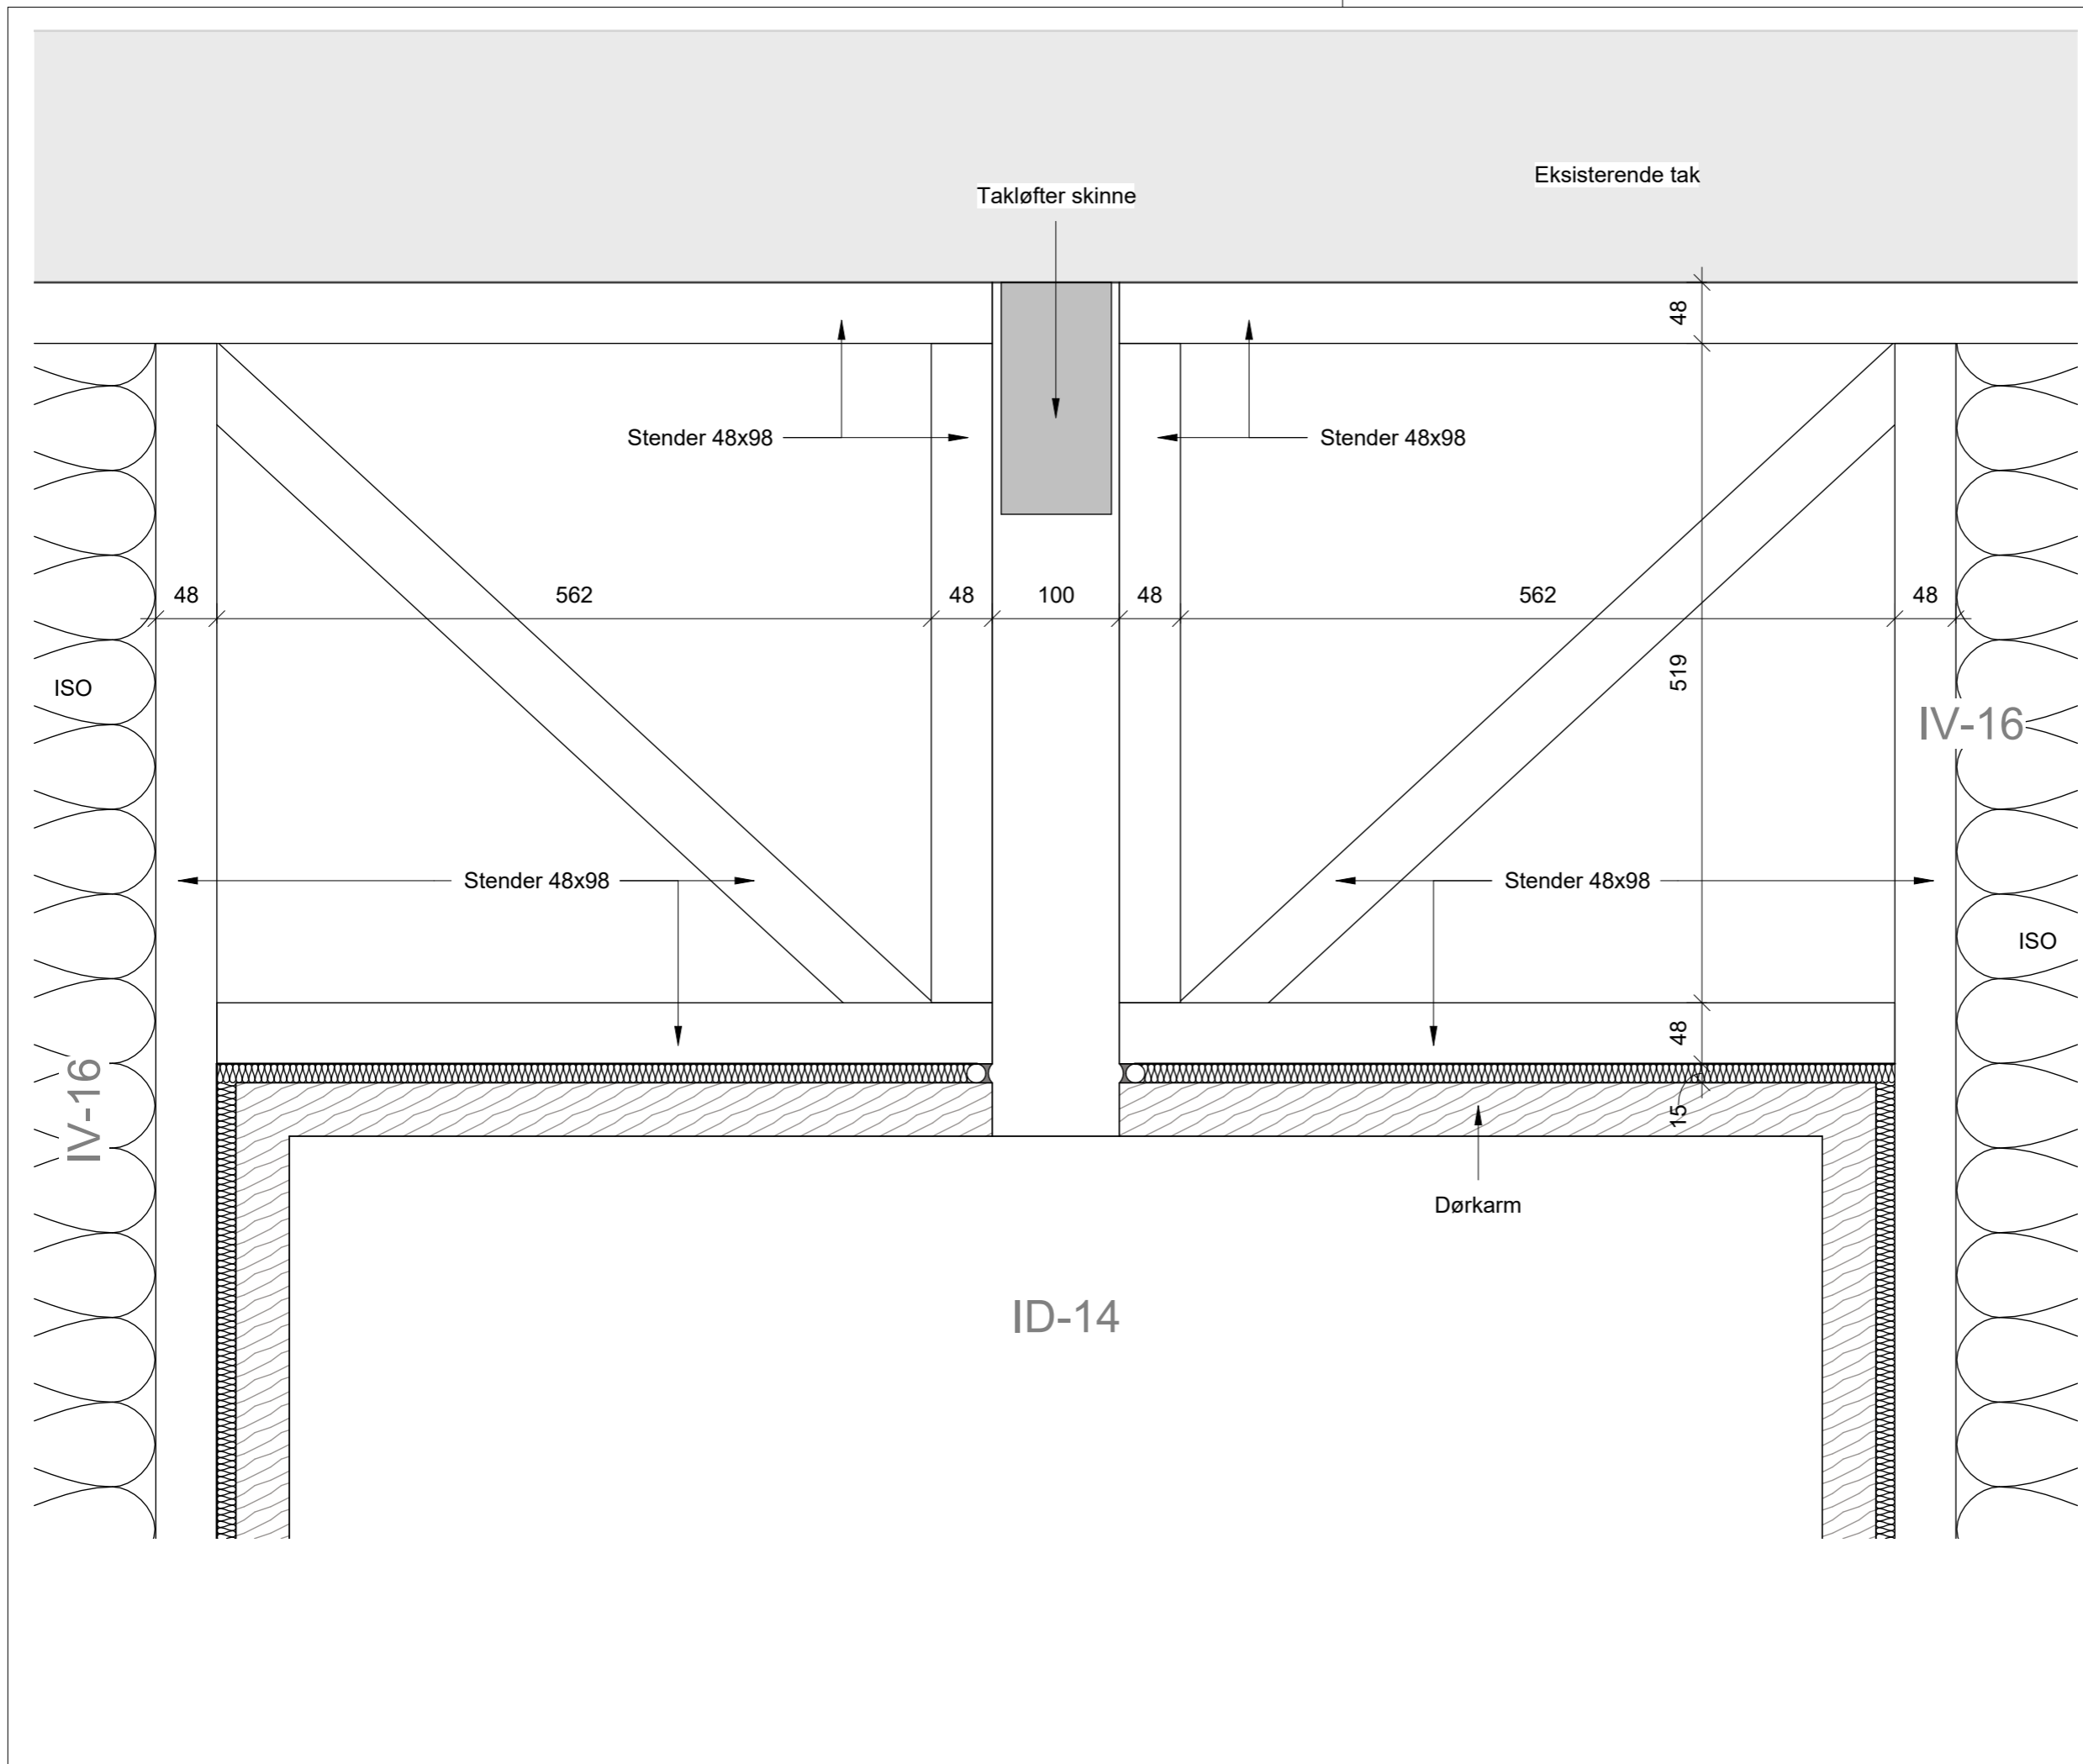 Eksisterende tak
Takløfter skinne
48
Stender 48x98
Stender 48x98
48
562
48
100
48
562
48
519
ISO
IV-16
Stender 48x98
Stender 48x98
ISO
48
IV-16
15
Dørkarm
ID-14